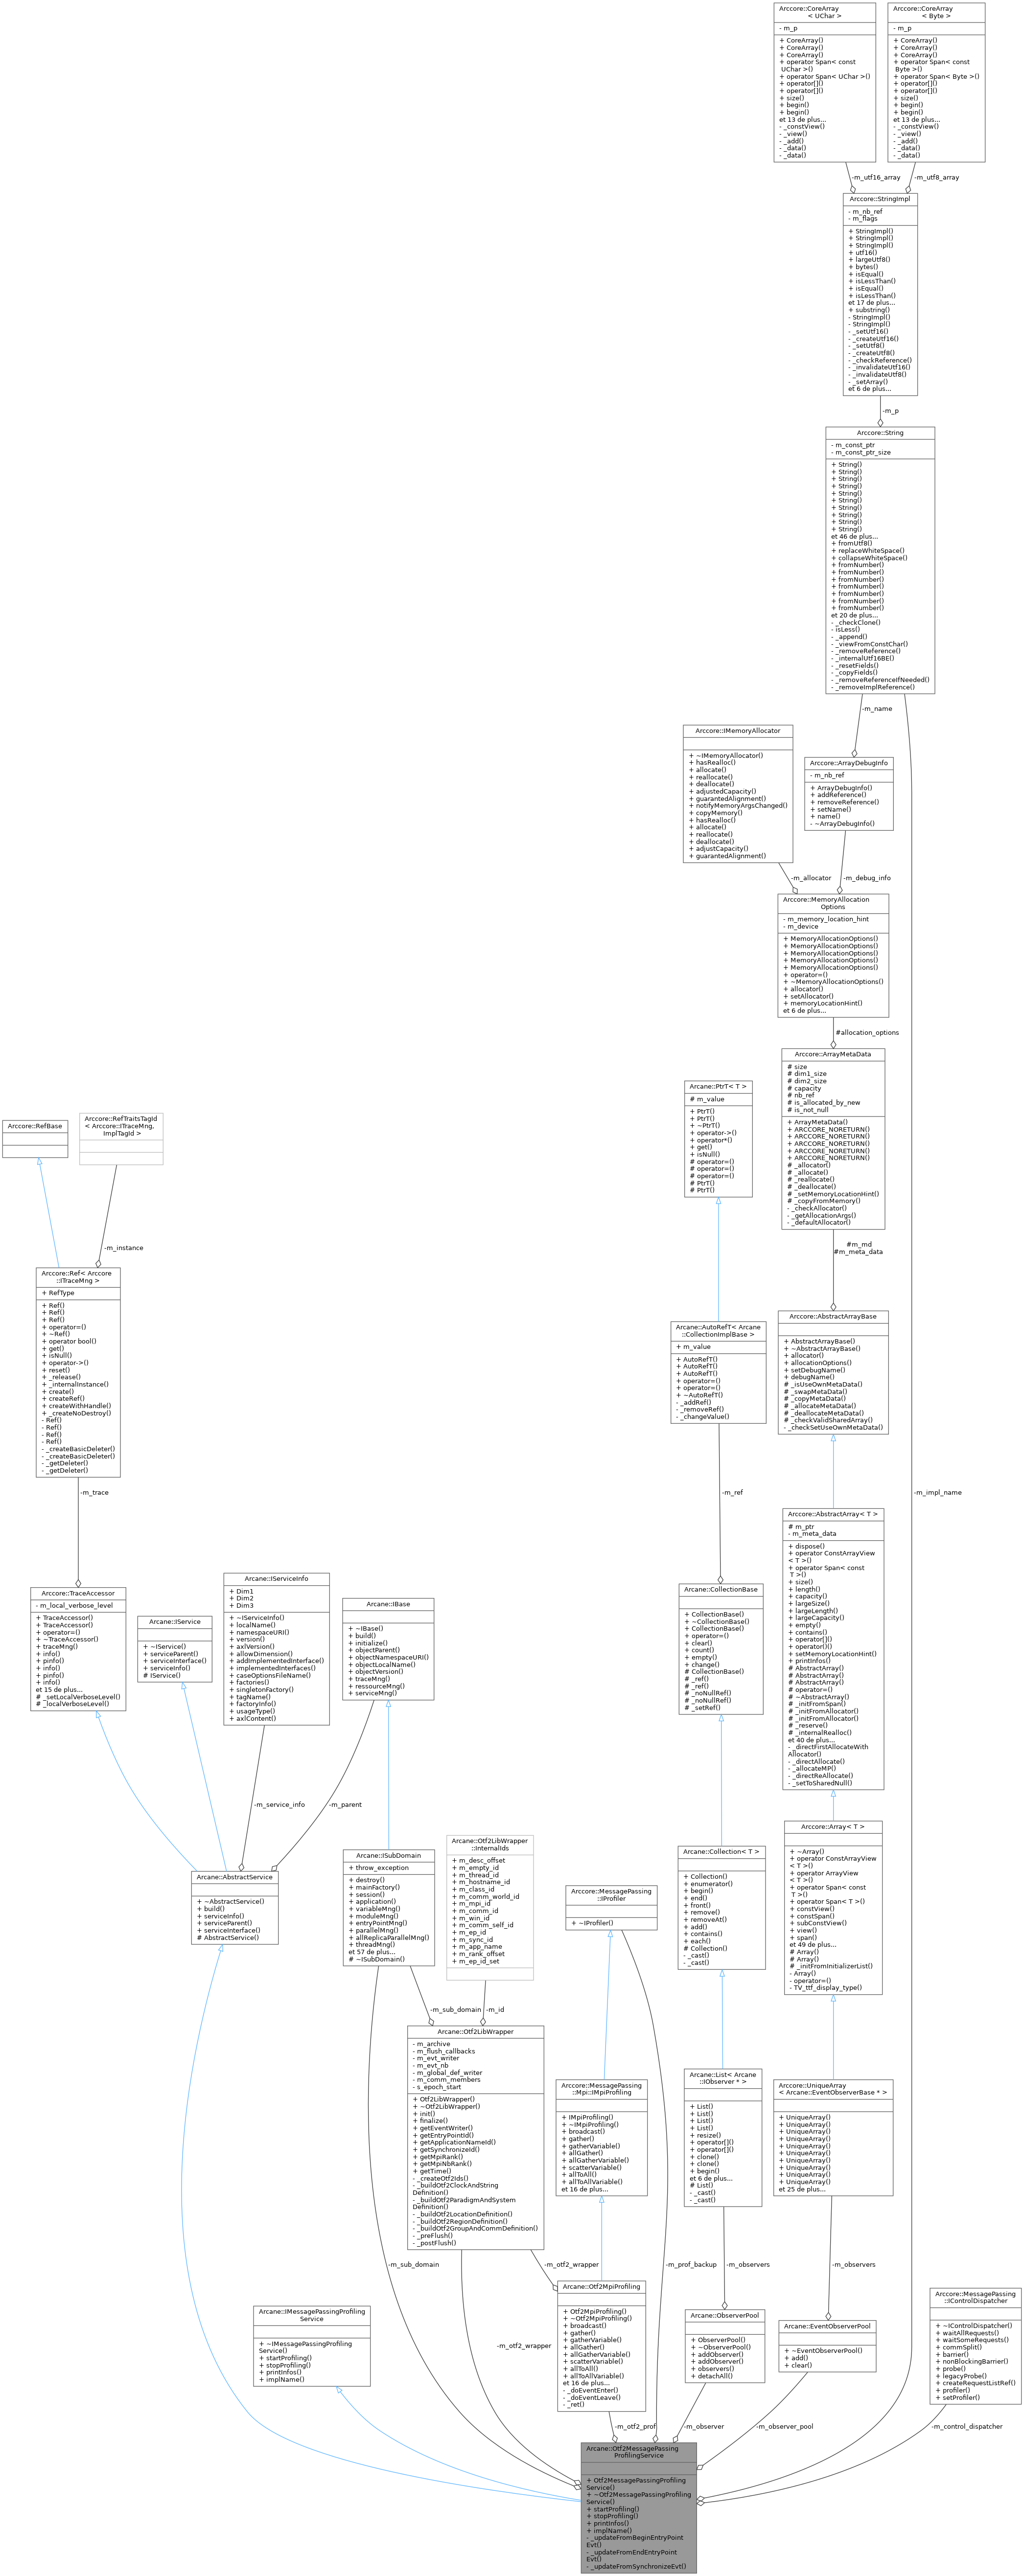 Arccore::CoreArray
< UChar >
- m_p
+ CoreArray()
+ CoreArray()
+ CoreArray()
+ operator Span< const
UChar >()
+ operator Span< UChar >()
+ operator[]()
+ operator[]()
+ size()
+ begin()
+ begin()
et 13 de plus...
- _constView()
- _view()
- _add()
- _data()
- _data()
Arccore::CoreArray
< Byte >
- m_p
+ CoreArray()
+ CoreArray()
+ CoreArray()
+ operator Span< const
Byte >()
+ operator Span< Byte >()
+ operator[]()
+ operator[]()
+ size()
+ begin()
+ begin()
et 13 de plus...
- _constView()
- _view()
- _add()
- _data()
- _data()
-m_utf16_array
-m_utf8_array
Arccore::StringImpl
- m_nb_ref
- m_flags
+ StringImpl()
+ StringImpl()
+ StringImpl()
+ utf16()
+ largeUtf8()
+ bytes()
+ isEqual()
+ isLessThan()
+ isEqual()
+ isLessThan()
et 17 de plus...
+ substring()
- StringImpl()
- StringImpl()
- _setUtf16()
- _createUtf16()
- _setUtf8()
- _createUtf8()
- _checkReference()
- _invalidateUtf16()
- _invalidateUtf8()
- _setArray()
et 6 de plus...
-m_p
Arccore::String
- m_const_ptr
- m_const_ptr_size
+ String()
+ String()
+ String()
+ String()
+ String()
+ String()
+ String()
+ String()
+ String()
+ String()
et 46 de plus...
+ fromUtf8()
+ replaceWhiteSpace()
+ collapseWhiteSpace()
+ fromNumber()
+ fromNumber()
+ fromNumber()
+ fromNumber()
+ fromNumber()
+ fromNumber()
+ fromNumber()
et 20 de plus...
- _checkClone()
- isLess()
- _append()
- _viewFromConstChar()
- _removeReference()
- _internalUtf16BE()
- _resetFields()
- _copyFields()
- _removeReferenceIfNeeded()
- _removeImplReference()
-m_name
Arccore::IMemoryAllocator
+ ~IMemoryAllocator()
+ hasRealloc()
+ allocate()
+ reallocate()
+ deallocate()
+ adjustedCapacity()
+ guarantedAlignment()
+ notifyMemoryArgsChanged()
+ copyMemory()
+ hasRealloc()
+ allocate()
+ reallocate()
+ deallocate()
+ adjustCapacity()
+ guarantedAlignment()
Arccore::ArrayDebugInfo
- m_nb_ref
+ ArrayDebugInfo()
+ addReference()
+ removeReference()
+ setName()
+ name()
- ~ArrayDebugInfo()
-m_allocator
-m_debug_info
Arccore::MemoryAllocation
Options
- m_memory_location_hint
- m_device
+ MemoryAllocationOptions()
+ MemoryAllocationOptions()
+ MemoryAllocationOptions()
+ MemoryAllocationOptions()
+ MemoryAllocationOptions()
+ operator=()
+ ~MemoryAllocationOptions()
+ allocator()
+ setAllocator()
+ memoryLocationHint()
et 6 de plus...
#allocation_options
Arccore::ArrayMetaData
# size
# dim1_size
# dim2_size
# capacity
# nb_ref
# is_allocated_by_new
# is_not_null
+ ArrayMetaData()
+ ARCCORE_NORETURN()
+ ARCCORE_NORETURN()
+ ARCCORE_NORETURN()
+ ARCCORE_NORETURN()
+ ARCCORE_NORETURN()
# _allocator()
# _allocate()
# _reallocate()
# _deallocate()
# _setMemoryLocationHint()
# _copyFromMemory()
- _checkAllocator()
- _getAllocationArgs()
- _defaultAllocator()
#m_md
#m_meta_data
Arcane::PtrT< T >
# m_value
+ PtrT()
+ PtrT()
+ ~PtrT()
+ operator->()
+ operator*()
+ get()
+ isNull()
# operator=()
# operator=()
# operator=()
# PtrT()
# PtrT()
Arccore::RefBase
Arccore::RefTraitsTagId
< Arccore::ITraceMng,
ImplTagId >
-m_instance
Arccore::Ref< Arccore
::ITraceMng >
+ RefType
+ Ref()
+ Ref()
+ Ref()
+ operator=()
+ ~Ref()
+ operator bool()
+ get()
+ isNull()
+ operator->()
+ reset()
+ _release()
+ _internalInstance()
+ create()
+ createRef()
+ createWithHandle()
+ _createNoDestroy()
- Ref()
- Ref()
- Ref()
- Ref()
- _createBasicDeleter()
- _createBasicDeleter()
- _getDeleter()
- _getDeleter()
-m_trace
Arcane::AutoRefT< Arcane
::CollectionImplBase >
+ m_value
+ AutoRefT()
+ AutoRefT()
+ AutoRefT()
+ operator=()
+ operator=()
+ ~AutoRefT()
- _addRef()
- _removeRef()
- _changeValue()
-m_ref
Arccore::AbstractArrayBase
+ AbstractArrayBase()
+ ~AbstractArrayBase()
+ allocator()
+ allocationOptions()
+ setDebugName()
+ debugName()
# _isUseOwnMetaData()
# _swapMetaData()
# _copyMetaData()
# _allocateMetaData()
# _deallocateMetaData()
# _checkValidSharedArray()
- _checkSetUseOwnMetaData()
-m_impl_name
Arccore::AbstractArray< T >
# m_ptr
- m_meta_data
+ dispose()
+ operator ConstArrayView
< T >()
+ operator Span< const
T >()
+ size()
+ length()
+ capacity()
+ largeSize()
+ largeLength()
+ largeCapacity()
+ empty()
+ contains()
+ operator[]()
+ operator()()
+ setMemoryLocationHint()
+ printInfos()
# AbstractArray()
# AbstractArray()
# AbstractArray()
# operator=()
# ~AbstractArray()
# _initFromSpan()
# _initFromAllocator()
# _initFromAllocator()
# _reserve()
# _internalRealloc()
et 40 de plus...
- _directFirstAllocateWith
Allocator()
- _directAllocate()
- _allocateMP()
- _directReAllocate()
- _setToSharedNull()
Arccore::TraceAccessor
- m_local_verbose_level
+ TraceAccessor()
+ TraceAccessor()
+ operator=()
+ ~TraceAccessor()
+ traceMng()
+ info()
+ pinfo()
+ info()
+ pinfo()
+ info()
et 15 de plus...
# _setLocalVerboseLevel()
# _localVerboseLevel()
Arcane::IService
+ ~IService()
+ serviceParent()
+ serviceInterface()
+ serviceInfo()
# IService()
Arcane::IServiceInfo
+ Dim1
+ Dim2
+ Dim3
+ ~IServiceInfo()
+ localName()
+ namespaceURI()
+ version()
+ axlVersion()
+ allowDimension()
+ addImplementedInterface()
+ implementedInterfaces()
+ caseOptionsFileName()
+ factories()
+ singletonFactory()
+ tagName()
+ factoryInfo()
+ usageType()
+ axlContent()
Arcane::IBase
+ ~IBase()
+ build()
+ initialize()
+ objectParent()
+ objectNamespaceURI()
+ objectLocalName()
+ objectVersion()
+ traceMng()
+ ressourceMng()
+ serviceMng()
Arcane::CollectionBase
+ CollectionBase()
+ ~CollectionBase()
+ CollectionBase()
+ operator=()
+ clear()
+ count()
+ empty()
+ change()
# CollectionBase()
# _ref()
# _ref()
# _noNullRef()
# _noNullRef()
# _setRef()
-m_service_info
-m_parent
Arcane::AbstractService
+ ~AbstractService()
+ build()
+ serviceInfo()
+ serviceParent()
+ serviceInterface()
# AbstractService()
Arcane::ISubDomain
+ throw_exception
+ destroy()
+ mainFactory()
+ session()
+ application()
+ variableMng()
+ moduleMng()
+ entryPointMng()
+ parallelMng()
+ allReplicaParallelMng()
+ threadMng()
et 57 de plus...
# ~ISubDomain()
Arcane::Otf2LibWrapper
::InternalIds
+ m_desc_offset
+ m_empty_id
+ m_thread_id
+ m_hostname_id
+ m_class_id
+ m_comm_world_id
+ m_mpi_id
+ m_comm_id
+ m_win_id
+ m_comm_self_id
+ m_ep_id
+ m_sync_id
+ m_app_name
+ m_rank_offset
+ m_ep_id_set
Arccore::MessagePassing
::IProfiler
+ ~IProfiler()
Arcane::Collection< T >
+ Collection()
+ enumerator()
+ begin()
+ end()
+ front()
+ remove()
+ removeAt()
+ add()
+ contains()
+ each()
# Collection()
- _cast()
- _cast()
Arccore::Array< T >
+ ~Array()
+ operator ConstArrayView
< T >()
+ operator ArrayView
< T >()
+ operator Span< const
T >()
+ operator Span< T >()
+ constView()
+ constSpan()
+ subConstView()
+ view()
+ span()
et 49 de plus...
# Array()
# Array()
# _initFromInitializerList()
- Array()
- operator=()
- TV_ttf_display_type()
-m_sub_domain
-m_id
Arcane::Otf2LibWrapper
- m_archive
- m_flush_callbacks
- m_evt_writer
- m_evt_nb
- m_global_def_writer
- m_comm_members
- s_epoch_start
+ Otf2LibWrapper()
+ ~Otf2LibWrapper()
+ init()
+ finalize()
+ getEventWriter()
+ getEntryPointId()
+ getApplicationNameId()
+ getSynchronizeId()
+ getMpiRank()
+ getMpiNbRank()
+ getTime()
- _createOtf2Ids()
- _buildOtf2ClockAndString
Definition()
- _buildOtf2ParadigmAndSystem
Definition()
- _buildOtf2LocationDefinition()
- _buildOtf2RegionDefinition()
- _buildOtf2GroupAndCommDefinition()
- _preFlush()
- _postFlush()
Arccore::MessagePassing
::Mpi::IMpiProfiling
+ IMpiProfiling()
+ ~IMpiProfiling()
+ broadcast()
+ gather()
+ gatherVariable()
+ allGather()
+ allGatherVariable()
+ scatterVariable()
+ allToAll()
+ allToAllVariable()
et 16 de plus...
Arcane::List< Arcane
::IObserver * >
+ List()
+ List()
+ List()
+ List()
+ resize()
+ operator[]()
+ operator[]()
+ clone()
+ clone()
+ begin()
et 6 de plus...
# List()
- _cast()
- _cast()
Arccore::UniqueArray
< Arcane::EventObserverBase * >
+ UniqueArray()
+ UniqueArray()
+ UniqueArray()
+ UniqueArray()
+ UniqueArray()
+ UniqueArray()
+ UniqueArray()
+ UniqueArray()
+ UniqueArray()
+ UniqueArray()
et 25 de plus...
-m_sub_domain
-m_otf2_wrapper
-m_prof_backup
-m_observers
-m_observers
Arcane::IMessagePassingProfiling
Service
+ ~IMessagePassingProfiling
Service()
+ startProfiling()
+ stopProfiling()
+ printInfos()
+ implName()
-m_otf2_wrapper
Arcane::Otf2MpiProfiling
+ Otf2MpiProfiling()
+ ~Otf2MpiProfiling()
+ broadcast()
+ gather()
+ gatherVariable()
+ allGather()
+ allGatherVariable()
+ scatterVariable()
+ allToAll()
+ allToAllVariable()
et 16 de plus...
- _doEventEnter()
- _doEventLeave()
- _ret()
Arcane::ObserverPool
+ ObserverPool()
+ ~ObserverPool()
+ addObserver()
+ addObserver()
+ observers()
+ detachAll()
Arcane::EventObserverPool
+ ~EventObserverPool()
+ add()
+ clear()
Arccore::MessagePassing
::IControlDispatcher
+ ~IControlDispatcher()
+ waitAllRequests()
+ waitSomeRequests()
+ commSplit()
+ barrier()
+ nonBlockingBarrier()
+ probe()
+ legacyProbe()
+ createRequestListRef()
+ profiler()
+ setProfiler()
-m_otf2_prof
-m_observer
-m_observer_pool
-m_control_dispatcher
Arcane::Otf2MessagePassing
ProfilingService
+ Otf2MessagePassingProfiling
Service()
+ ~Otf2MessagePassingProfiling
Service()
+ startProfiling()
+ stopProfiling()
+ printInfos()
+ implName()
- _updateFromBeginEntryPoint
Evt()
- _updateFromEndEntryPoint
Evt()
- _updateFromSynchronizeEvt()